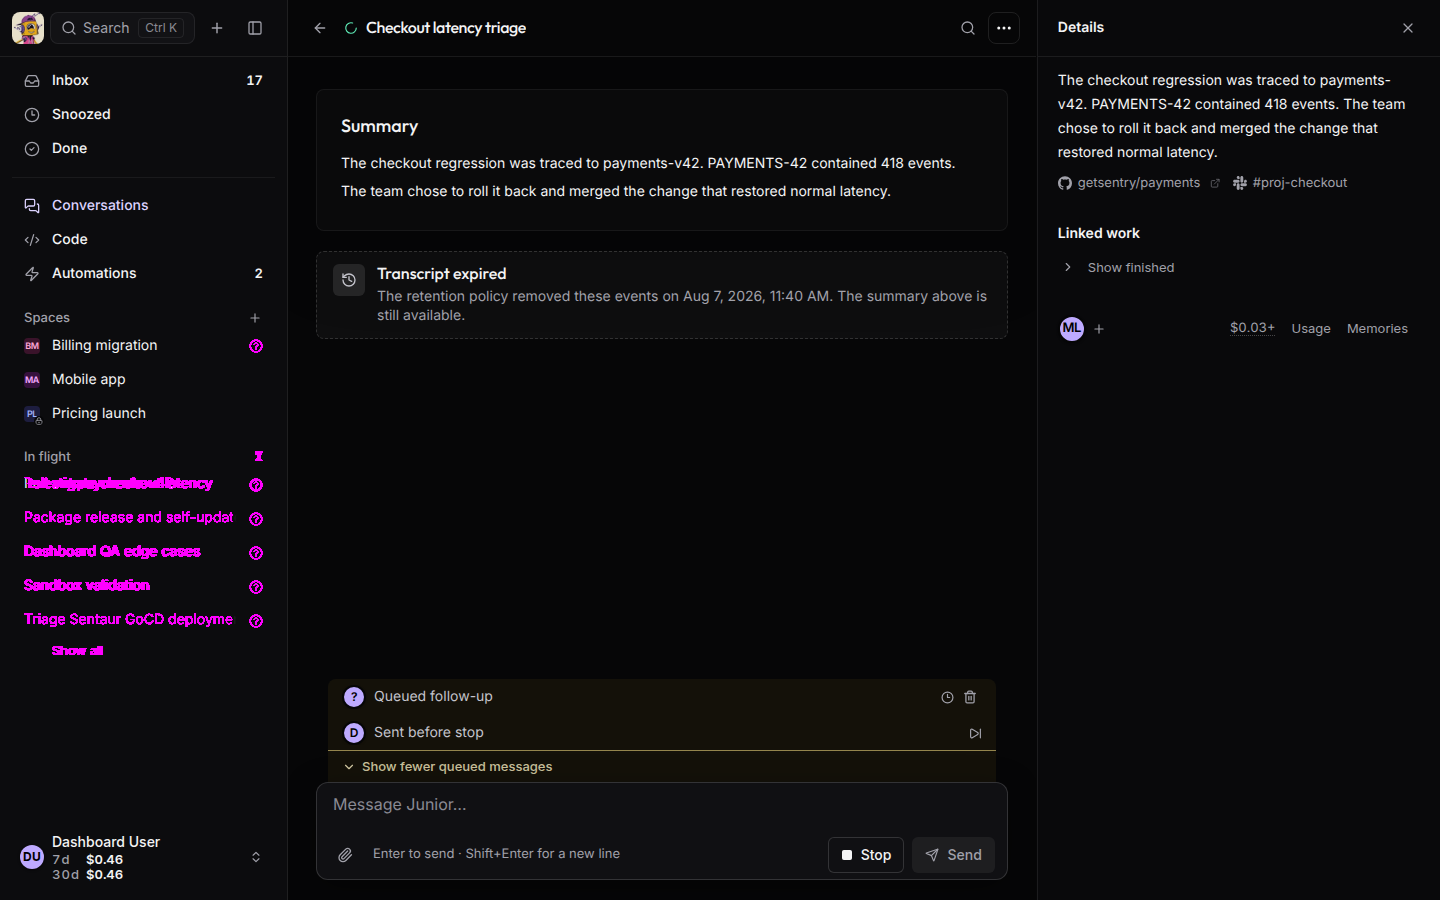 Search Ctrl K
Inbox 17
Snoozed
Done
Conversations
Code
Automations 2
Spaces
BM Billing migration
MA Mobile app
PL Pricing launch
In flight
Package release and self-updat
Dashboard QA edge cases
Sandbox validation
Triage Sentaur GoCD deployme
Show all
DU Dashboard User
7d $0.46
30d $0.46
Checkout latency triage
Summary
The checkout regression was traced to payments-v42. PAYMENTS-42 contained 418 events.
The team chose to roll it back and merged the change that restored normal latency.
Transcript expired
The retention policy removed these events on Aug 7, 2026, 11:40 AM. The summary above is
still available.
? Queued follow-up
D Sent before stop
Show fewer queued messages
Message Junior...
Enter to send · Shift+Enter for a new line
Stop
Send
Details
The checkout regression was traced to payments-
v42. PAYMENTS-42 contained 418 events. The team
chose to roll it back and merged the change that
restored normal latency.
getsentry/payments #proj-checkout
Linked work
Show finished
ML $0.03+ Usage Memories